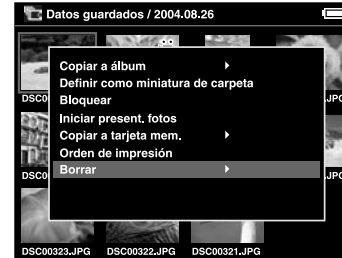 Datos guardados / 2004.08.26
Copiar a álbum
Definir como miniatura de carpeta
Bloquear
Iniciar present. fotos
Copiar a tarjeta mem.
Orden de impresión
Borrar
DSC00323.JPG DSC00322.JPG DSC00321.JPG